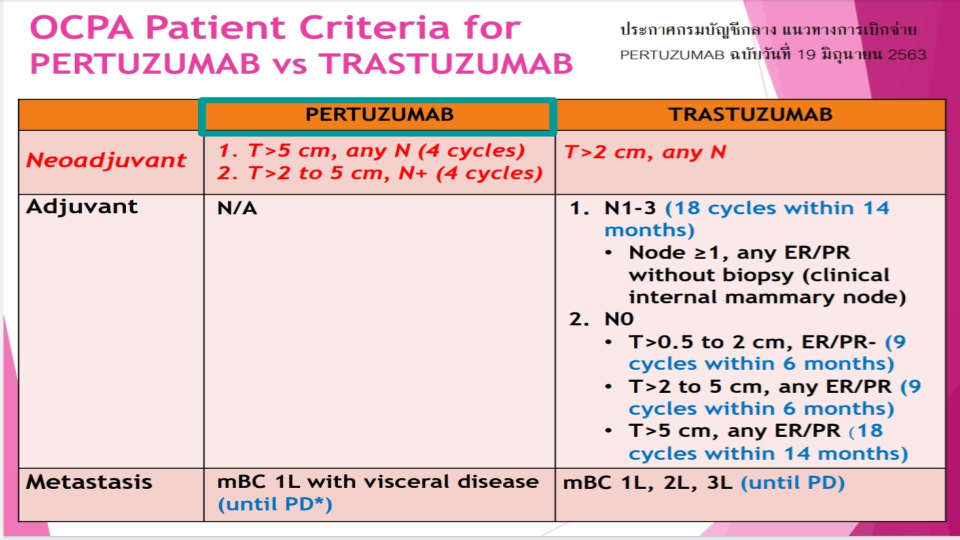 OCPA Patient Criteria for
PERTUZUMAB vs TRASTUZUMAB
ประกาศกรมบัญชีกลาง แนวทางการเบิกจ่าย
PERTUZUMAB ฉบับวันที่ 19 มิถุนายน 2563
PERTUZUMAB
TRASTUZUMAB
Neoadjuvant
1. T>5 cm, any N (4 cycles)
2. T>2 to 5 cm, N+ (4 cycles)
T>2 cm, any N
Adjuvant
N/A
1. N1-3 (18 cycles within 14
months)
• Node ≥1, any ER/PR
without biopsy (clinical
internal mammary node)
2. N0
• T>0.5 to 2 cm, ER/PR- (9
cycles within 6 months)
• T>2 to 5 cm, any ER/PR (9
cycles within 6 months)
• T>5 cm, any ER/PR (18
cycles within 14 months)
Metastasis
mBC 1L with visceral disease
(until PD*)
mBC 1L, 2L, 3L (until PD)